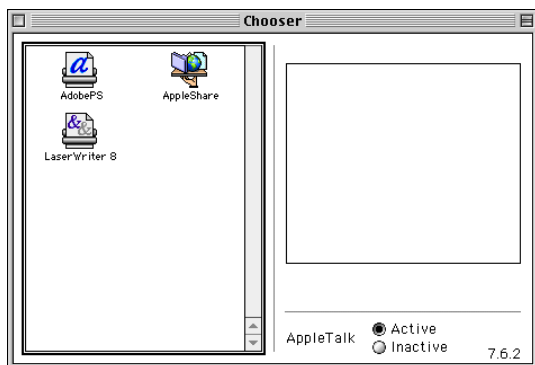 Chooser
AdobePS
AppleShare
LaserWriter 8
AppleTalk
Active
Inactive
7.6.2